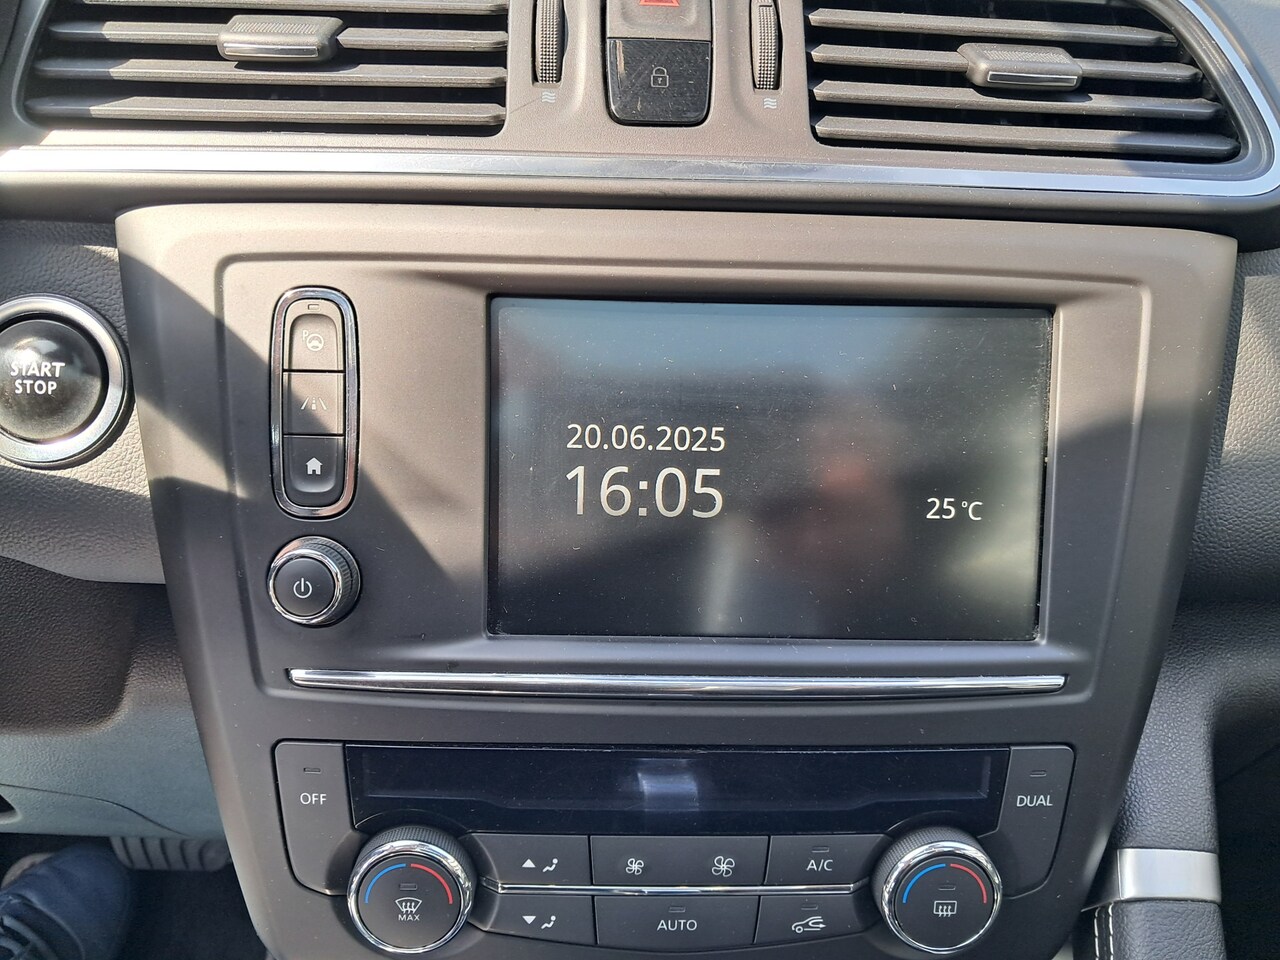 START
STOP
P
20.06.2025
16:05
25°C
OFF
DUAL
A/C
MAX
AUTO